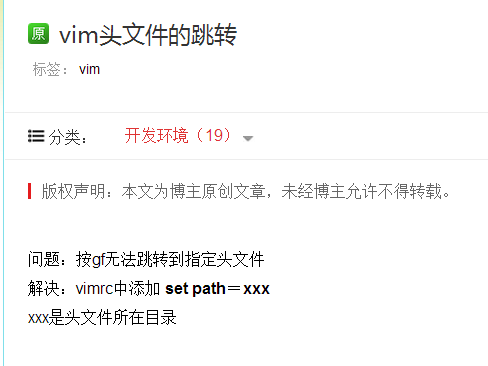 原 vim头文件的跳转
标签： vim
分类： 开发环境（19）
版权声明：本文为博主原创文章，未经博主允许不得转载。
问题：按gf无法跳转到指定头文件
解决：vimrc中添加 set path＝xxx
xxx是头文件所在目录